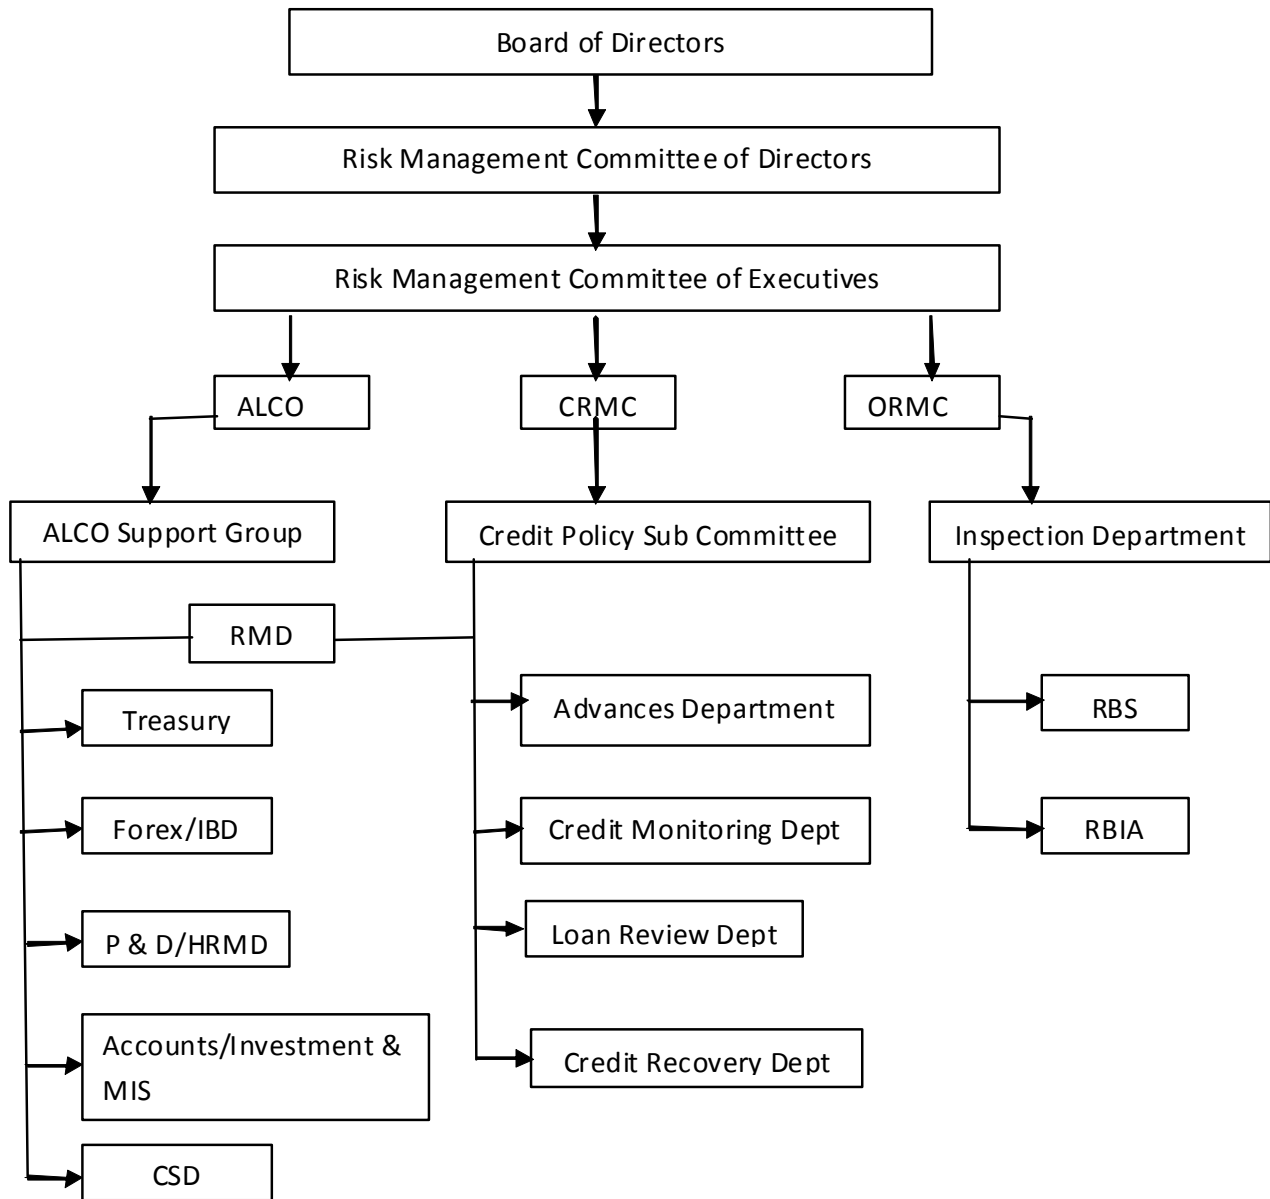 Board of Directors
Risk Management Committee of Directors
Risk Management Committee of Executives
ALCO
CRMC
ORMC
ALCO Support Group
Credit Policy Sub Committee
Inspection Department
RMD
Treasury
Advances Department
RBS
Forex/IBD
Credit Monitoring Dept
RBIA
P & D/HRMD
Loan Review Dept
Accounts/Investment &
MIS
Credit Recovery Dept
CSD